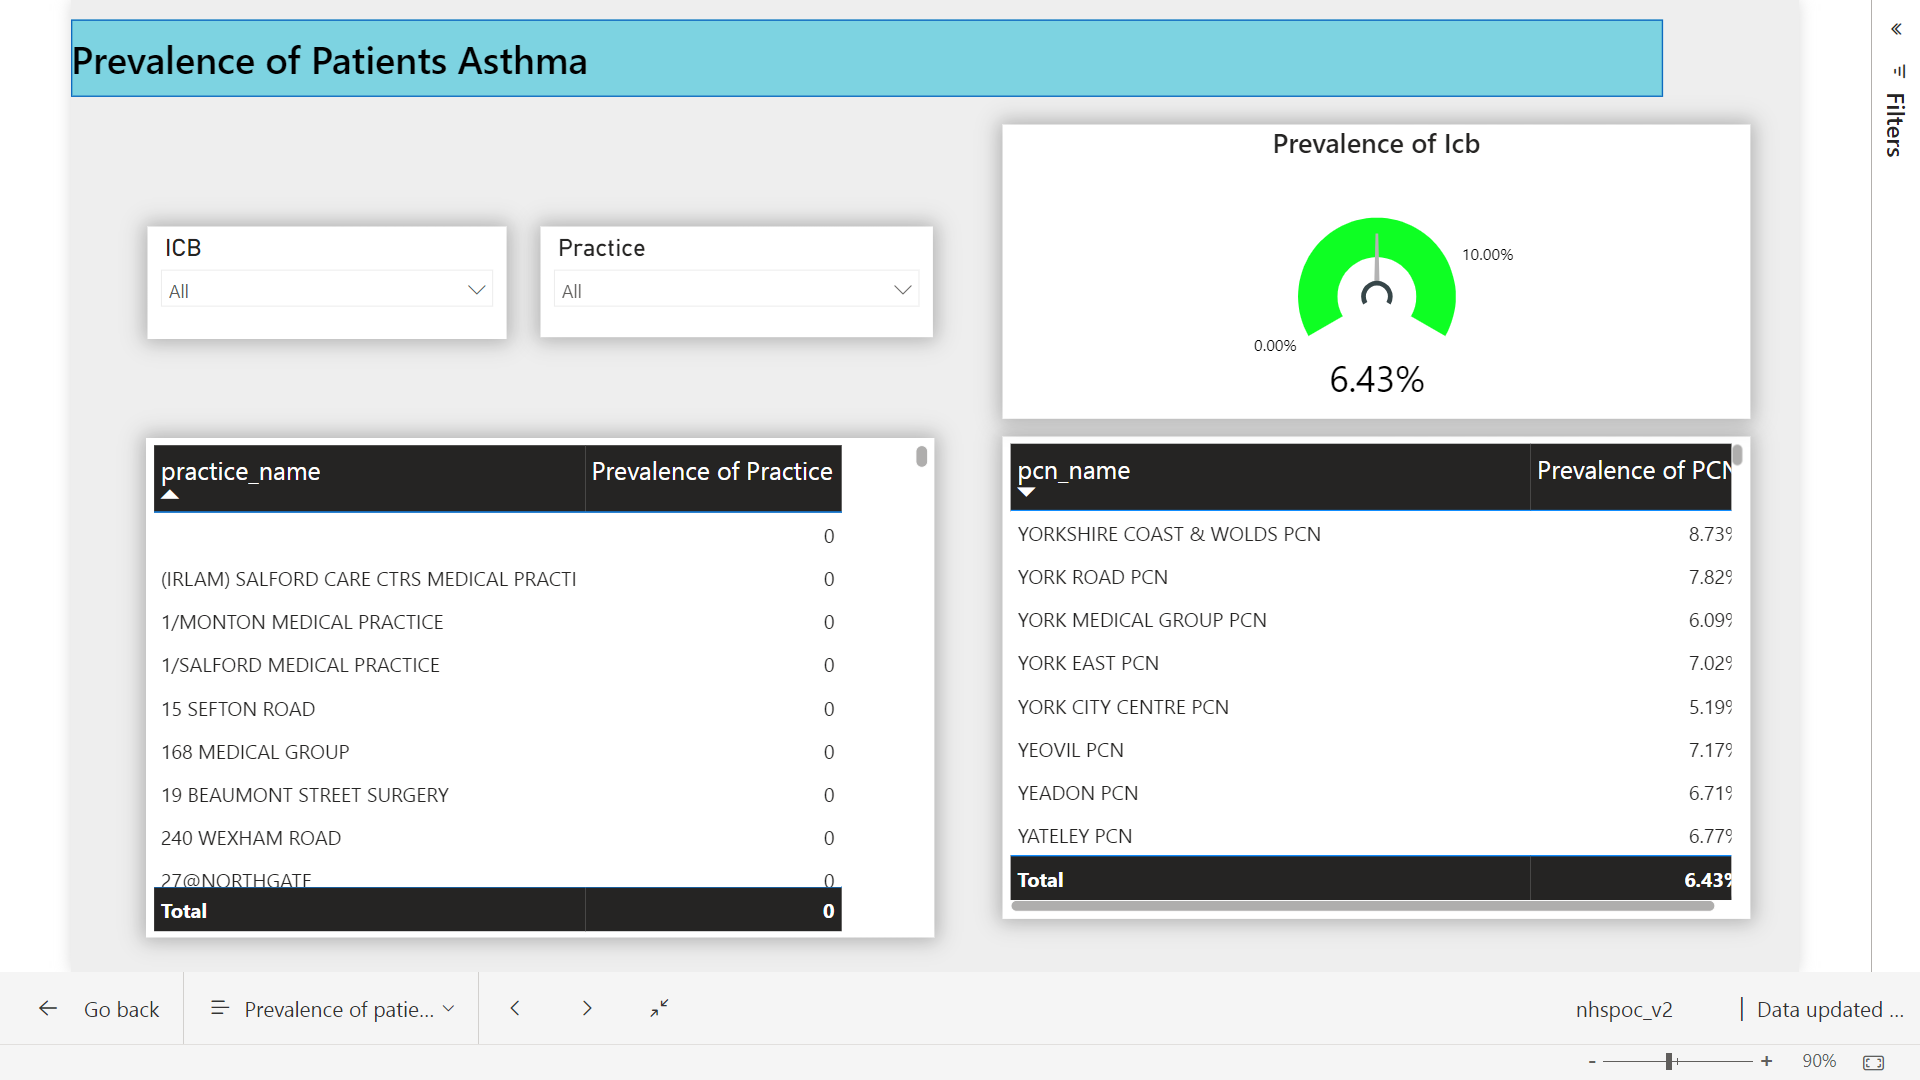 Prevalence of Patients Asthma
Filters
ICB
All
Practice
All
Prevalence of Icb
10.00%
0.00%
6.43%
practice_name Prevalence of Practice
0
(IRLAM) SALFORD CARE CTRS MEDICAL PRACTI 0
1/MONTON MEDICAL PRACTICE 0
1/SALFORD MEDICAL PRACTICE 0
15 SEFTON ROAD 0
168 MEDICAL GROUP 0
19 BEAUMONT STREET SURGERY 0
240 WEXHAM ROAD 0
27@NORTHGATE 0
Total 0
pcn_name Prevalence of PCN
YORKSHIRE COAST & WOLDS PCN 8.73%
YORK ROAD PCN 7.82%
YORK MEDICAL GROUP PCN 6.09%
YORK EAST PCN 7.02%
YORK CITY CENTRE PCN 5.19%
YEOVIL PCN 7.17%
YEADON PCN 6.71%
YATELEY PCN 6.77%
Total 6.43%
Go back
Prevalence of patie...
nhspoc_v2
Data updated ...
- + 90%